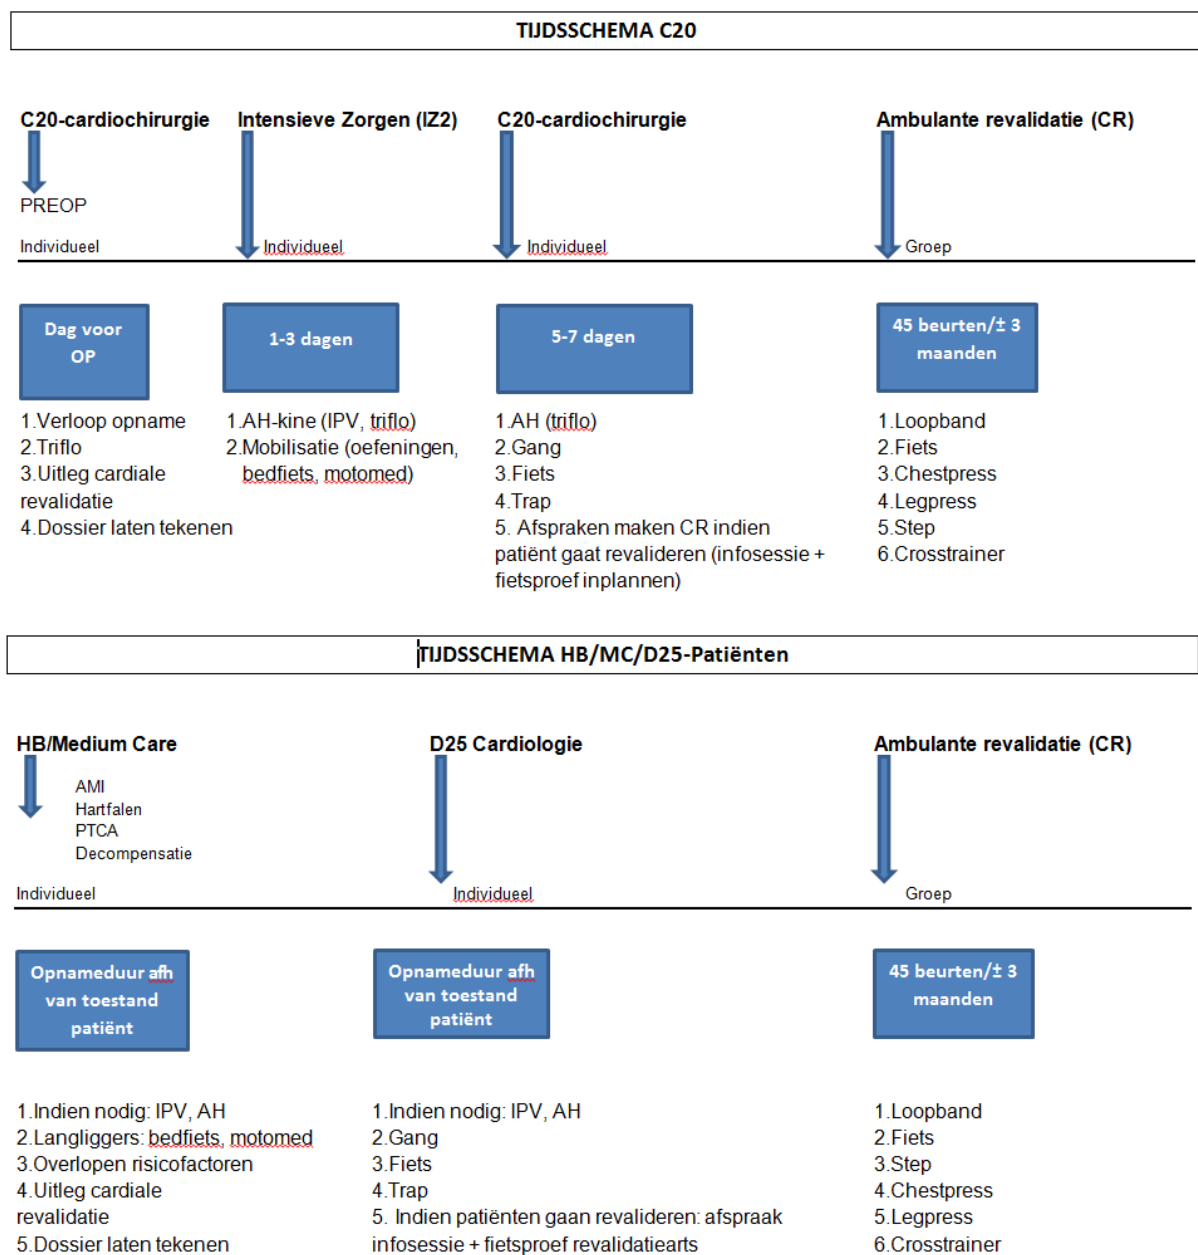 TIJDSSCHEMA C20
C20-cardiochirurgie
PREOP
Individueel
Intensieve Zorgen (IZ2)
Individueel
C20-cardiochirurgie
Individueel
Ambulante revalidatie (CR)
Groep
Dag voor
OP
1.Verloop opname
2.Triflo
3.Uitleg cardiale
revalidatie
4.Dossier laten tekenen
1-3 dagen
1.AH-kine (IPV, triflo)
2.Mobilisatie (oefeningen,
bedfiets, motomed)
5-7 dagen
1.AH (triflo)
2.Gang
3.Fiets
4.Trap
5. Afspraken maken CR indien
patiënt gaat revalideren (infosessie +
fietsproef inplannen)
45 beurten/± 3
maanden
1.Loopband
2.Fiets
3.Chestpress
4.Legpress
5.Step
6.Crosstrainer
TIJDSSCHEMA HB/MC/D25-Patiënten
HB/Medium Care
AMI
Hartfalen
PTCA
Decompensatie
Individueel
D25 Cardiologie
Individueel
Ambulante revalidatie (CR)
Groep
Opnameduur afh
van toestand
patiënt
1.Indien nodig: IPV, AH
2.Langliggers: bedfiets, motomed
3.Overlopen risicofactoren
4.Uitleg cardiale
revalidatie
5.Dossier laten tekenen
Opnameduur afh
van toestand
patiënt
1.Indien nodig: IPV, AH
2.Gang
3.Fiets
4.Trap
5. Indien patiënten gaan revalideren: afspraak
infosessie + fietsproef revalidatiearts
45 beurten/± 3
maanden
1.Loopband
2.Fiets
3.Step
4.Chestpress
5.Legpress
6.Crosstrainer